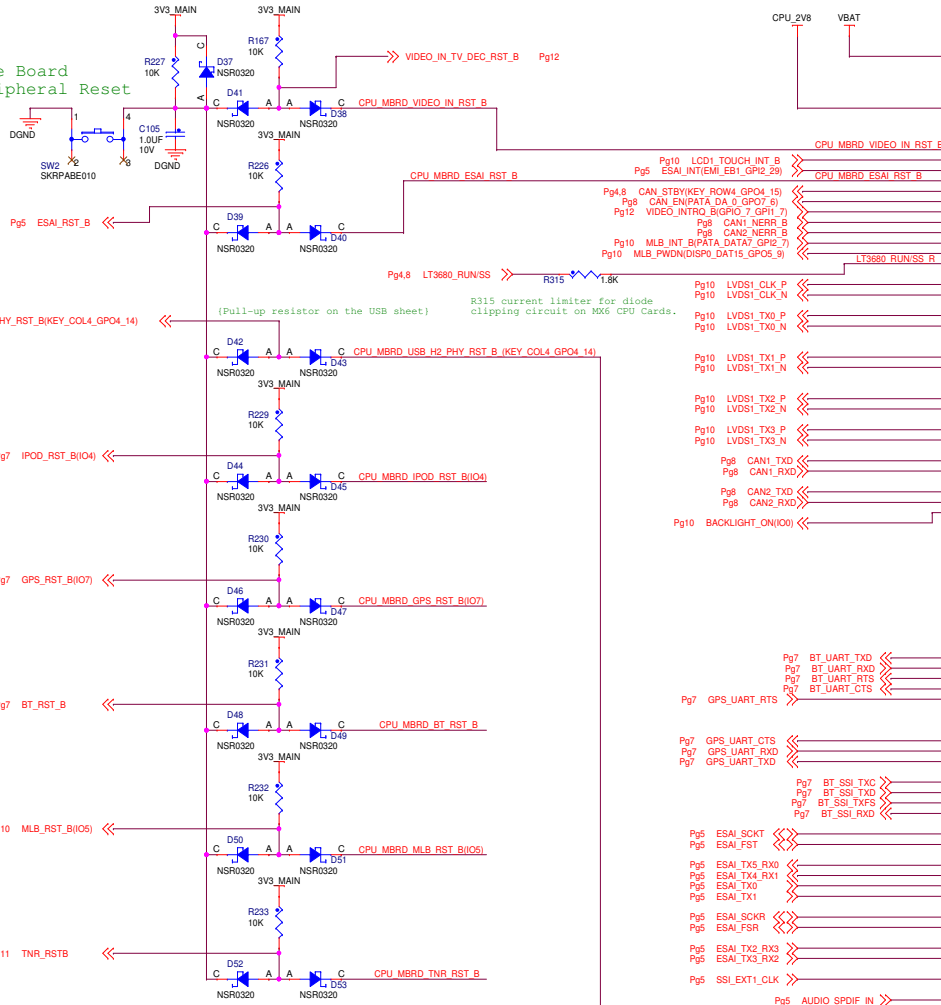 3V3_MAIN
3V3_MAIN
CPU_2V8
VBAT
R227
10K
C
D37
NSR0320
A
R167
10K
VIDEO_IN_TV_DEC_RST_B Pg12
e Board
ipheral Reset
DGND
1
4
2
3
SW2
SKRPABE010
C105
1.0UF
10V
DGND
D41
C A A C
NSR0320
NSR0320
D38
CPU_MBRD_VIDEO_IN_RST_B
CPU_MBRD_VIDEO_IN_RST_B
3V3_MAIN
R226
10K
CPU_MBRD_ESAI_RST_B
Pg10 LCD1_TOUCH_INT_B
Pg5 ESAI_INT(EMI_EB1_GPI2_29)
CPU_MBRD_ESAI_RST_B
Pg4,8 CAN_STBY(KEY_ROW4_GPO4_15)
Pg8 CAN_EN(PATA_DA_0_GPO7_6)
Pg12 VIDEO_INTRQ_B(GPIO_7_GPI1_7)
Pg8 CAN1_NERR_B
Pg8 CAN2_NERR_B
Pg10 MLB_INT_B(PATA_DATA7_GPI2_7)
Pg10 MLB_PWDN(DISP0_DAT15_GPO5_9)
Pg5 ESAI_RST_B
D39
C A A C
NSR0320
NSR0320
D40
LT3680_RUN/SS_R
Pg4,8 LT3680_RUN/SS
R315
1.8K
R315 current limiter for diode
clipping circuit on MX6 CPU Cards.
(Pull-up resistor on the USB sheet)
HY_RST_B(KEY_COL4_GPO4_14)
D42
C A A C
NSR0320
NSR0320
D43
CPU_MBRD_USB_H2_PHY_RST_B_(KEY_COL4_GPO4_14)
Pg10 LVDS1_CLK_P
Pg10 LVDS1_CLK_N
Pg10 LVDS1_TX0_P
Pg10 LVDS1_TX0_N
Pg10 LVDS1_TX1_P
Pg10 LVDS1_TX1_N
Pg10 LVDS1_TX2_P
Pg10 LVDS1_TX2_N
Pg10 LVDS1_TX3_P
Pg10 LVDS1_TX3_N
Pg8 CAN1_TXD
Pg8 CAN1_RXD
Pg8 CAN2_TXD
Pg8 CAN2_RXD
Pg10 BACKLIGHT_ON(IO0)
3V3_MAIN
R229
10K
g7 IPOD_RST_B(IO4)
D44
C A A C
NSR0320
NSR0320
D45
CPU_MBRD_IPOD_RST_B(IO4)
3V3_MAIN
R230
10K
g7 GPS_RST_B(IO7)
D46
C A A C
NSR0320
NSR0320
D47
CPU_MBRD_GPS_RST_B(IO7)
3V3_MAIN
R231
10K
g7 BT_RST_B
D48
C A A C
NSR0320
NSR0320
D49
CPU_MBRD_BT_RST_B
Pg7 BT_UART_TXD
Pg7 BT_UART_RXD
Pg7 BT_UART_RTS
Pg7 BT_UART_CTS
Pg7 GPS_UART_RTS
Pg7 GPS_UART_CTS
Pg7 GPS_UART_RXD
Pg7 GPS_UART_TXD
3V3_MAIN
R232
10K
10 MLB_RST_B(IO5)
D50
C A A C
NSR0320
NSR0320
D51
CPU_MBRD_MLB_RST_B(IO5)
Pg7 BT_SSI_TXC
Pg7 BT_SSI_TXD
Pg7 BT_SSI_TXFS
Pg7 BT_SSI_RXD
Pg5 ESAI_SCKT
Pg5 ESAI_FST
Pg5 ESAI_TX5_RX0
Pg5 ESAI_TX4_RX1
Pg5 ESAI_TX0
Pg5 ESAI_TX1
Pg5 ESAI_SCKR
Pg5 ESAI_FSR
Pg5 ESAI_TX2_RX3
Pg5 ESAI_TX3_RX2
Pg5 SSI_EXT1_CLK
Pg5 AUDIO_SPDIF_IN
3V3_MAIN
R233
10K
11 TNR_RSTB
D52
C A A C
NSR0320
NSR0320
D53
CPU_MBRD_TNR_RST_B